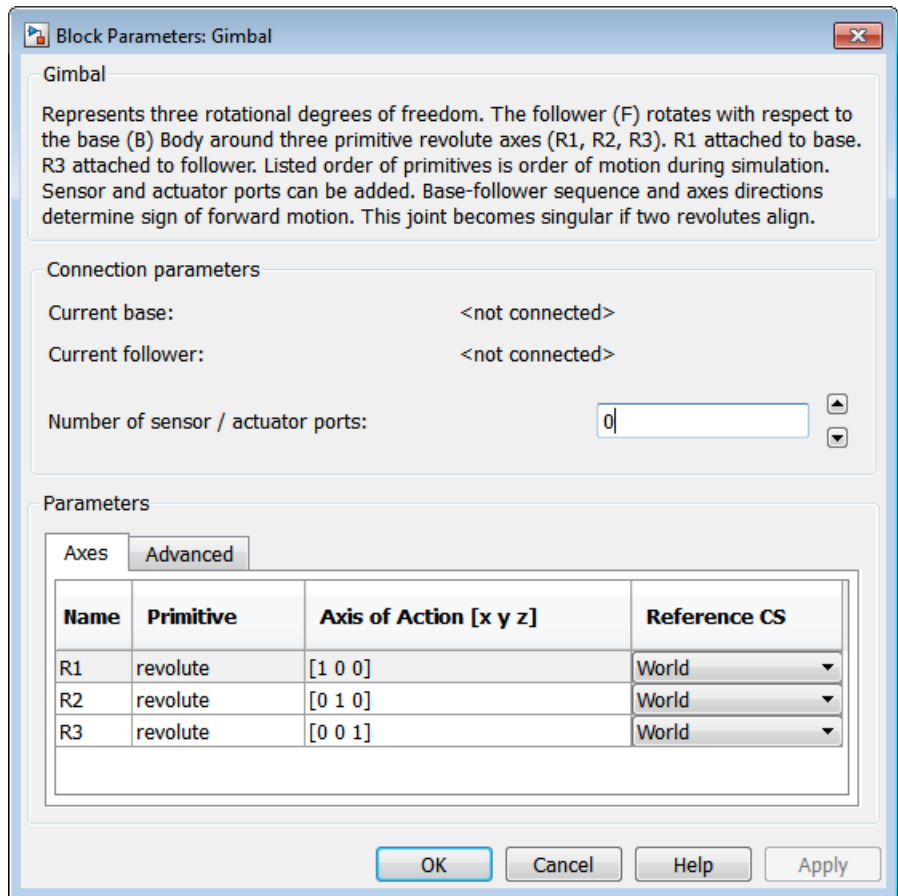 Block Parameters: Gimbal
Gimbal
Represents three rotational degrees of freedom. The follower (F) rotates with respect to
the base (B) Body around three primitive revolute axes (R1, R2, R3). R1 attached to base.
R3 attached to follower. Listed order of primitives is order of motion during simulation.
Sensor and actuator ports can be added. Base-follower sequence and axes directions
determine sign of forward motion. This joint becomes singular if two revolutes align.
Connection parameters
Current base: <not connected>
Current follower: <not connected>
Number of sensor / actuator ports: 0
Parameters
Axes Advanced
Name Primitive Axis of Action [x y z] Reference CS
R1 revolute [1 0 0] World
R2 revolute [0 1 0] World
R3 revolute [0 0 1] World
OK Cancel Help Apply